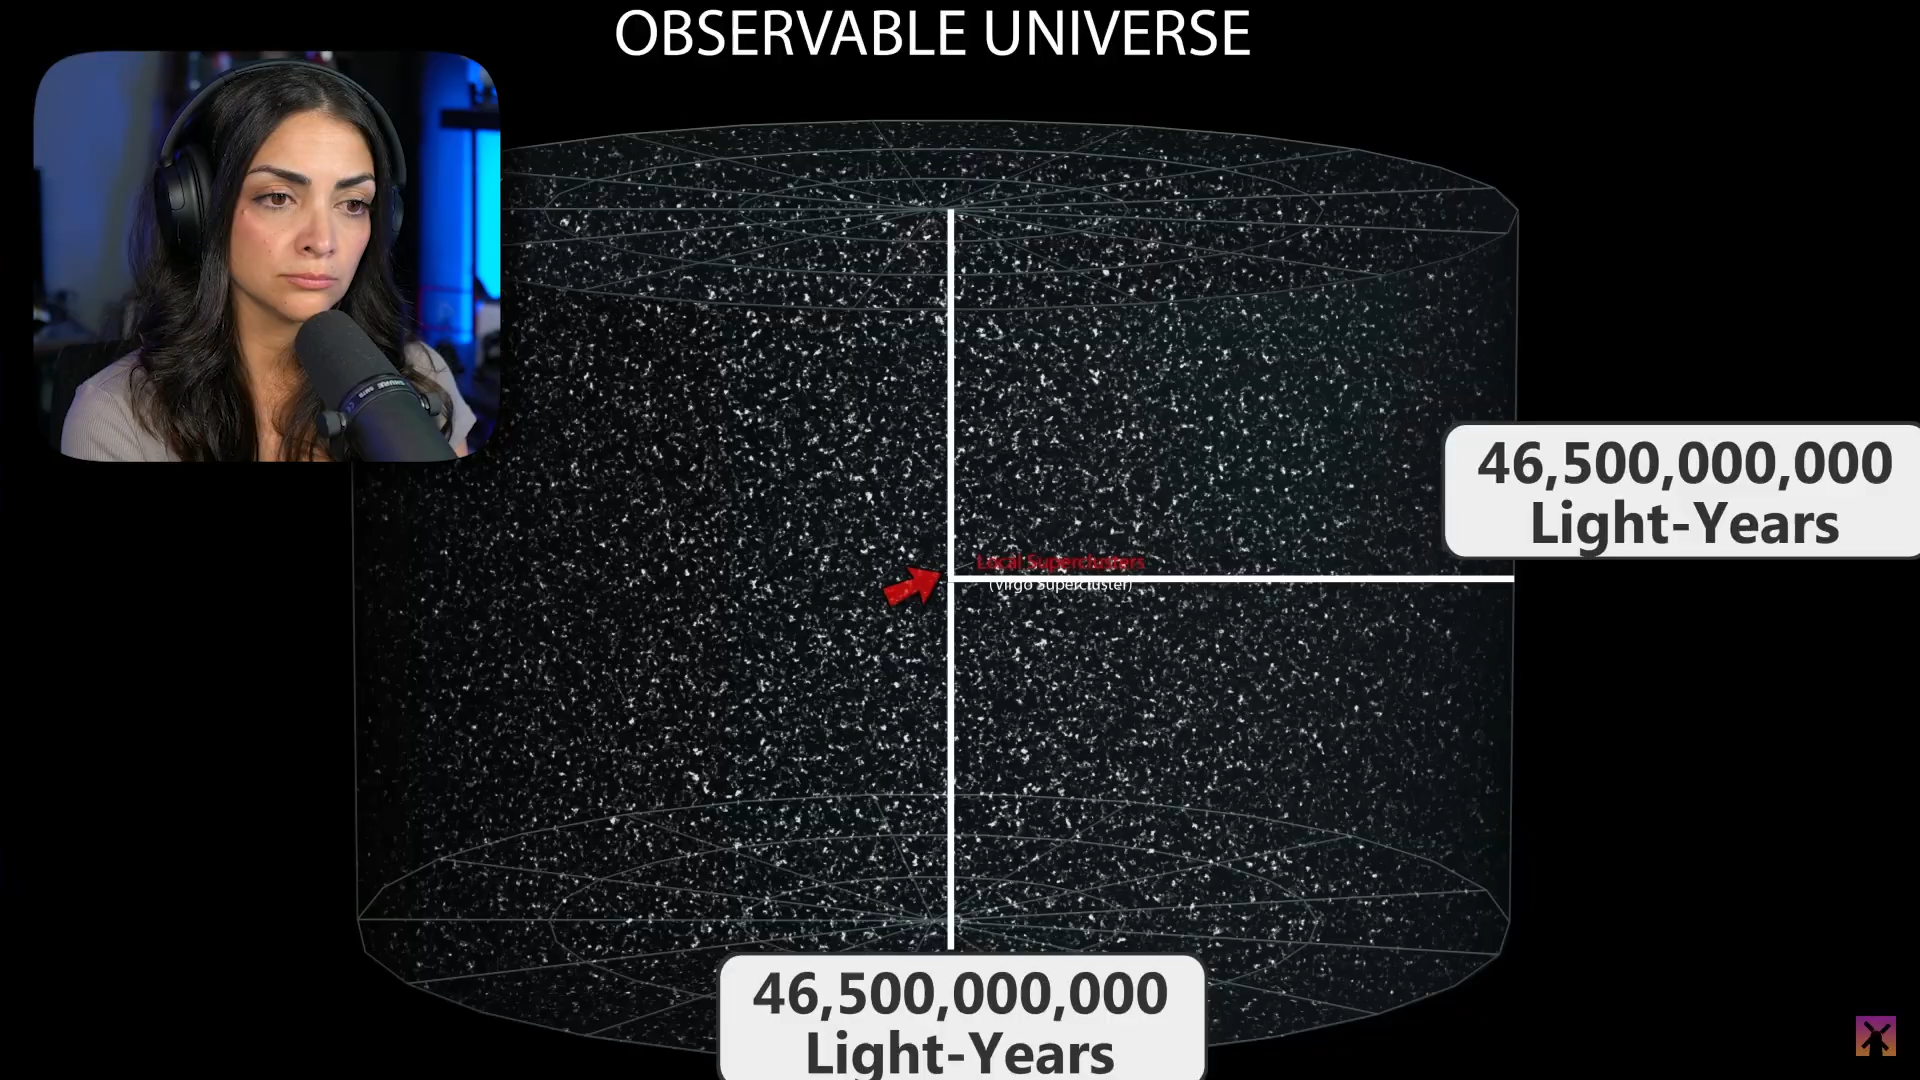 OBSERVABLE UNIVERSE
46,500,000,000
Light-Years
Local Superclusters
(Virgo Supercluster)
46,500,000,000
Light-Years